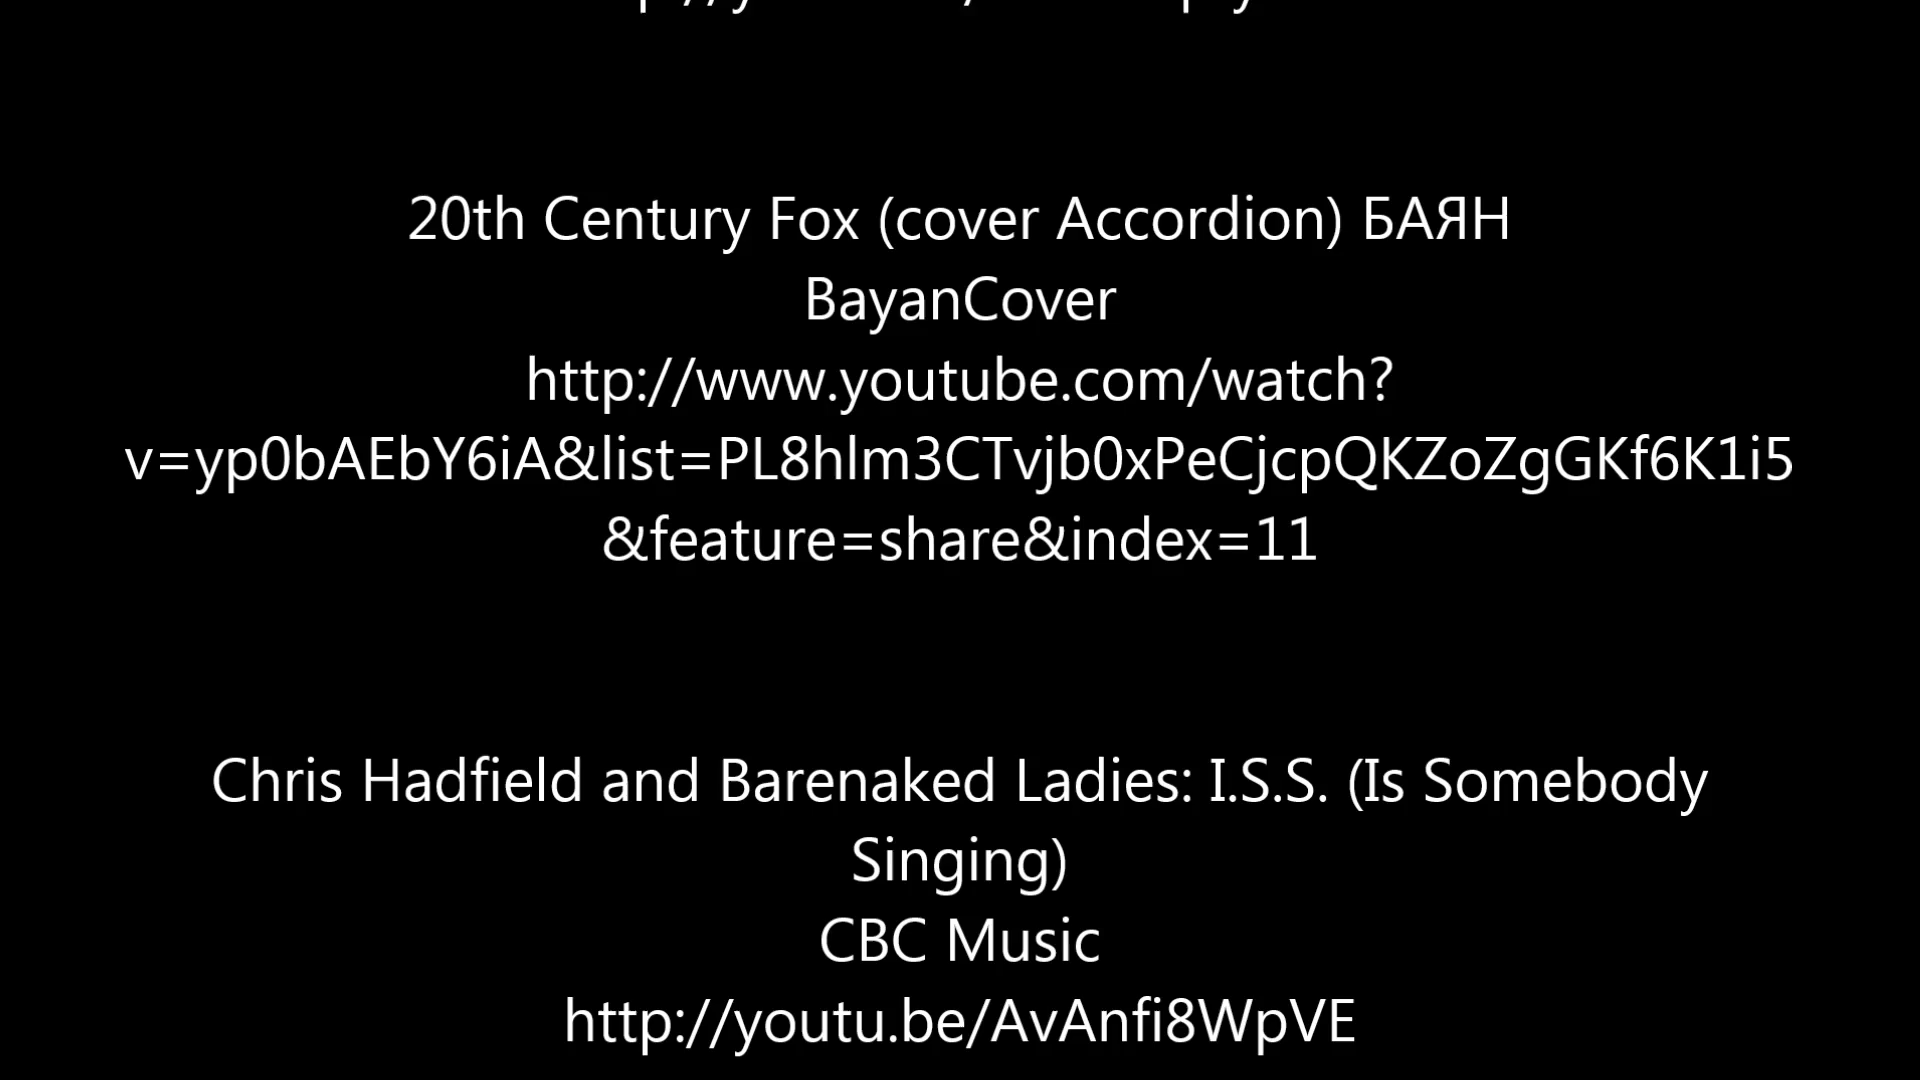 20th Century Fox (cover Accordion) БАЯН
BayanCover
http://www.youtube.com/watch?
v=yp0bAEbY6iA&list=PL8hlm3CTvjb0xPeCjcpQKZoZgGKf6K1i5
&feature=share&index=11
Chris Hadfield and Barenaked Ladies: I.S.S. (Is Somebody
Singing)
CBC Music
http://youtu.be/AvAnfi8WpVE